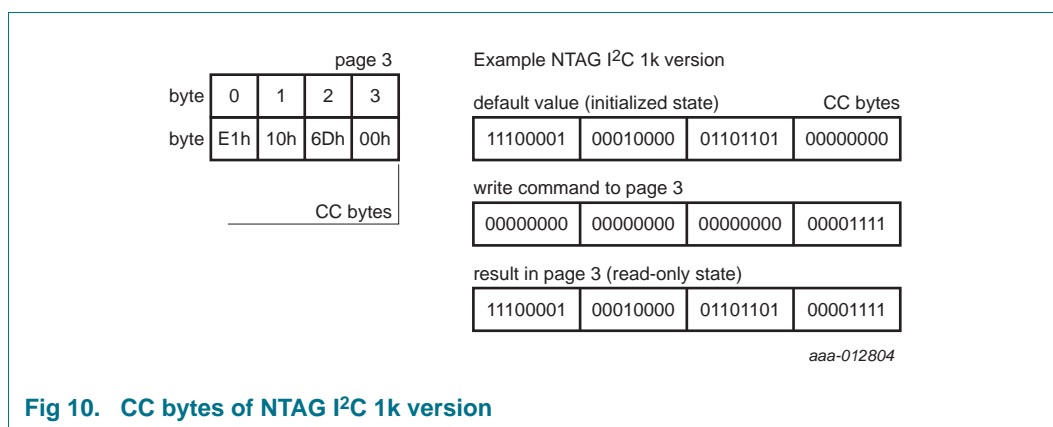 page 3
byte 0 1 2 3
byte E1h 10h 6Dh 00h
CC bytes
Example NTAG I²C 1k version
default value (initialized state) CC bytes
11100001 00010000 01101101 00000000
write command to page 3
00000000 00000000 00000000 00001111
result in page 3 (read-only state)
11100001 00010000 01101101 00001111
aaa-012804
Fig 10. CC bytes of NTAG I²C 1k version